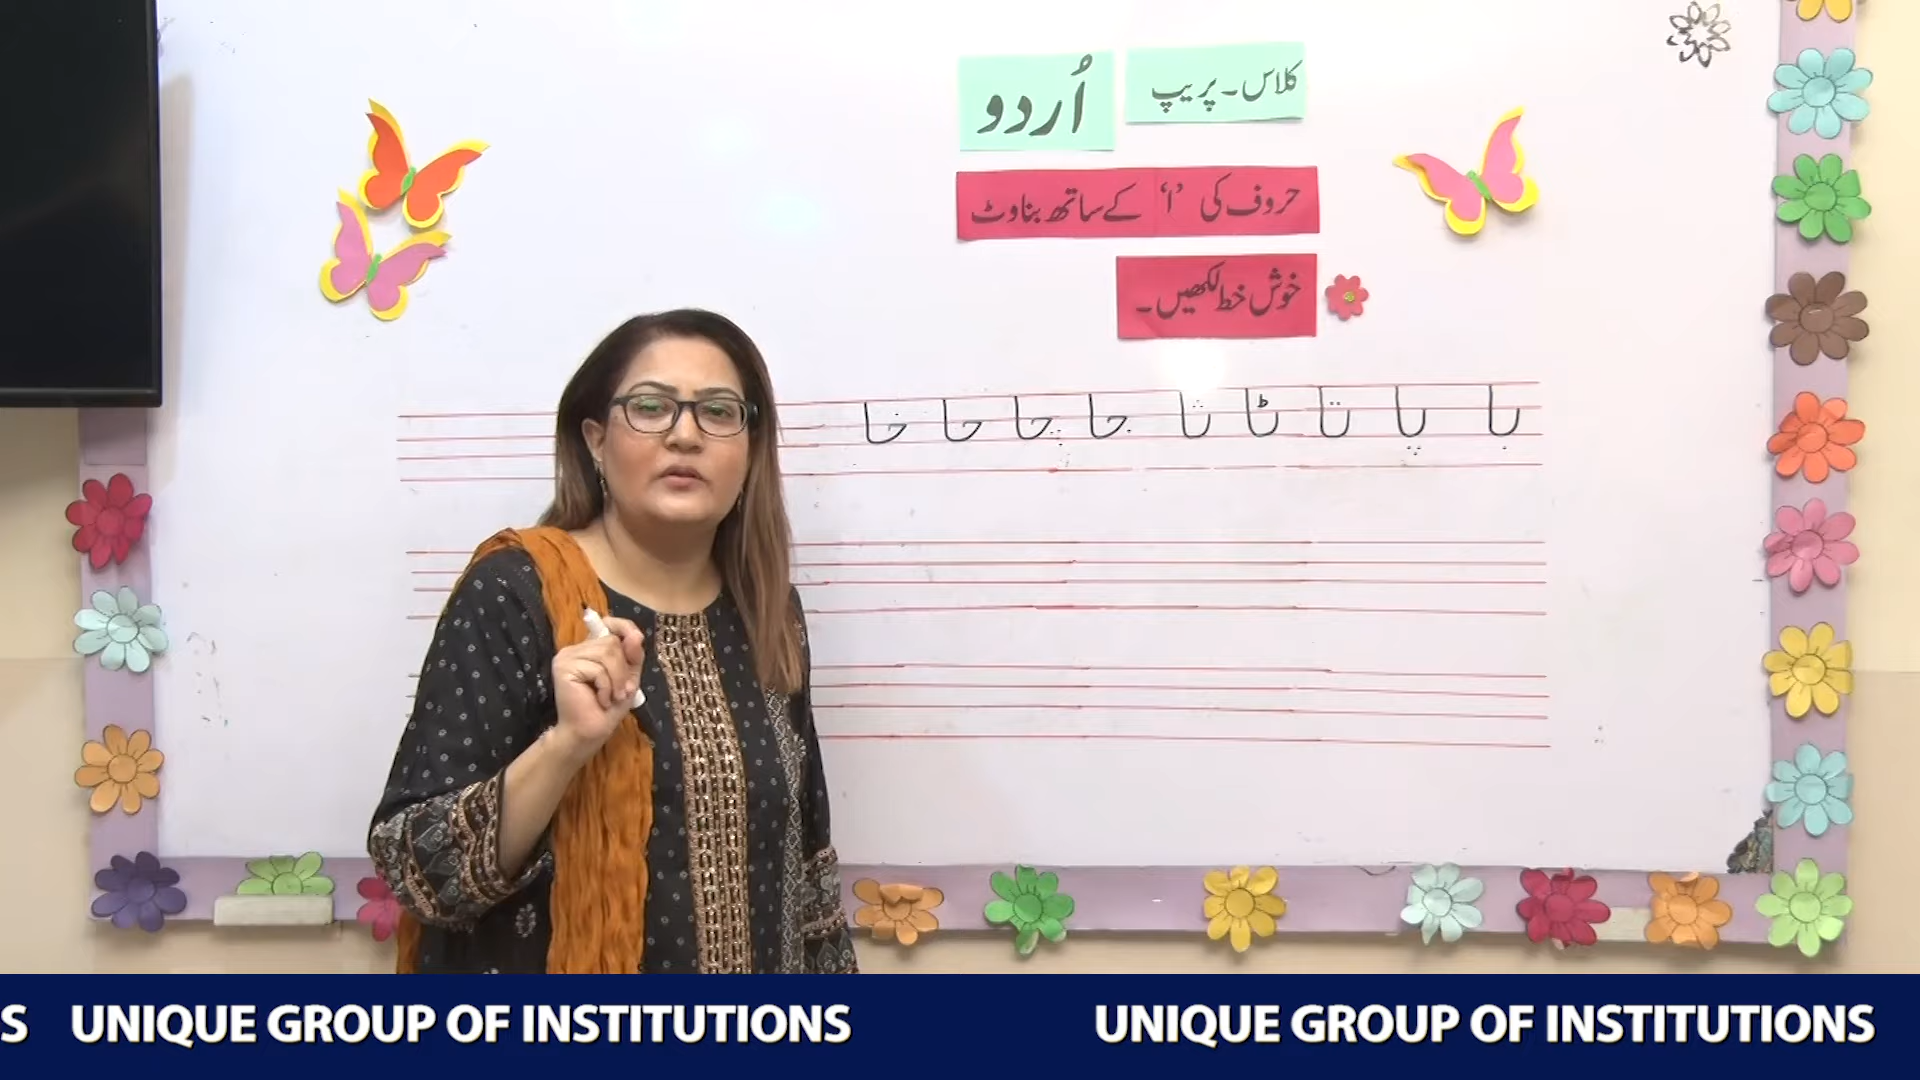 کلاس۔ پریپ
اُردو
حروف کی 'ا' کے ساتھ بناوٹ
خوش خط لکھیں۔
با پا تا ٹا ثا جا چا حا خا
S UNIQUE GROUP OF INSTITUTIONS UNIQUE GROUP OF INSTITUTIONS